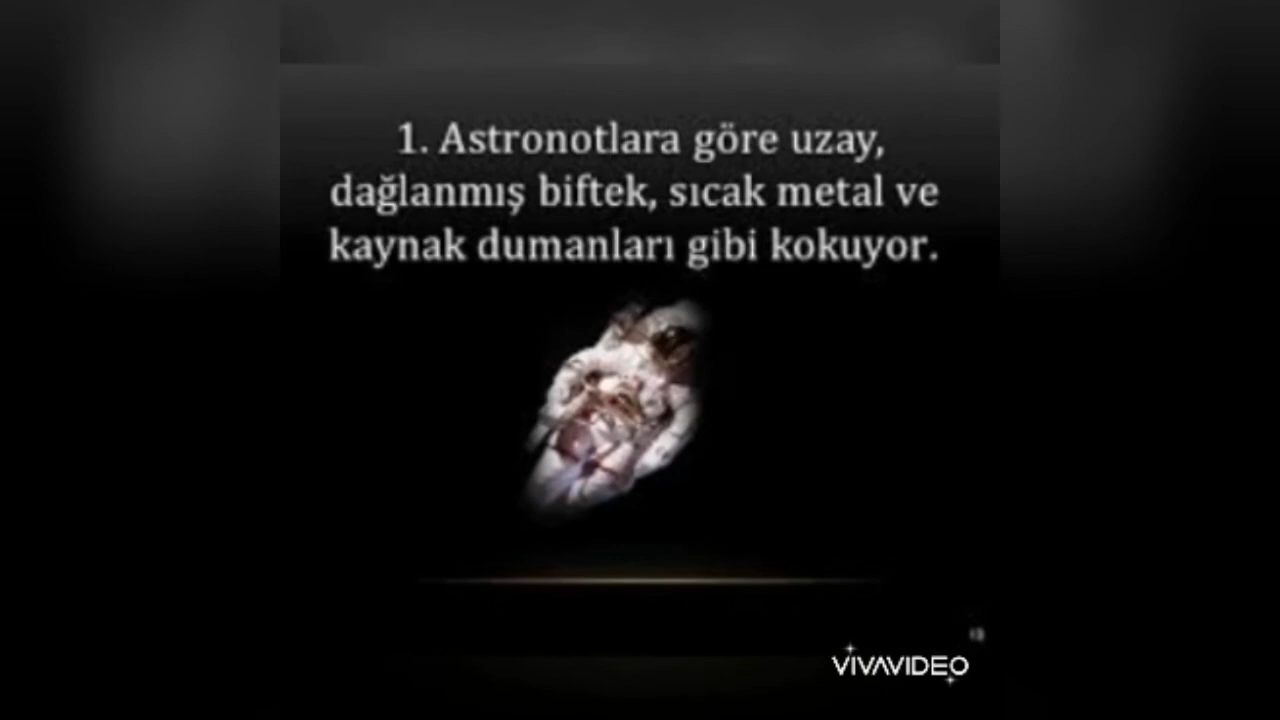 1. Astronotlara göre uzay,
dağlanmış biftek, sıcak metal ve
kaynak dumanları gibi kokuyor.
VIVAVIDEO